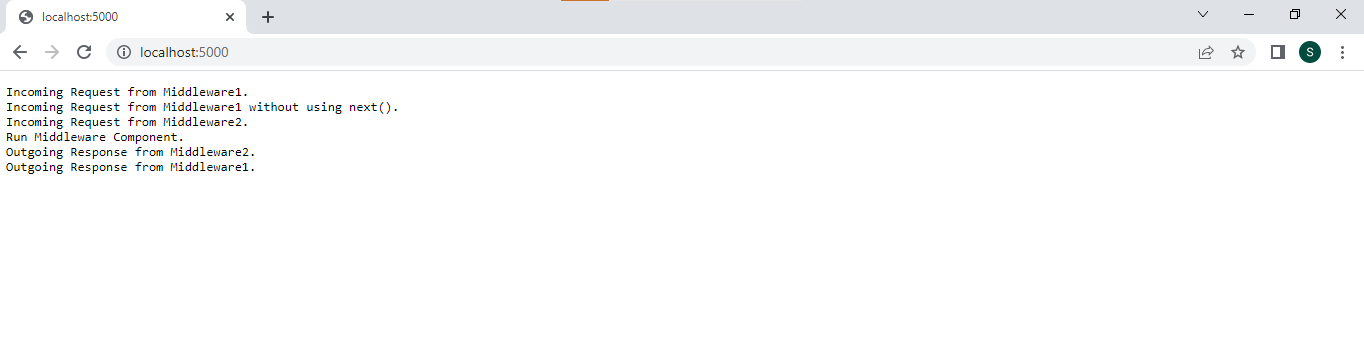 localhost:5000
localhost:5000
S
Incoming Request from Middleware1.
Incoming Request from Middleware1 without using next().
Incoming Request from Middleware2.
Run Middleware Component.
Outgoing Response from Middleware2.
Outgoing Response from Middleware1.